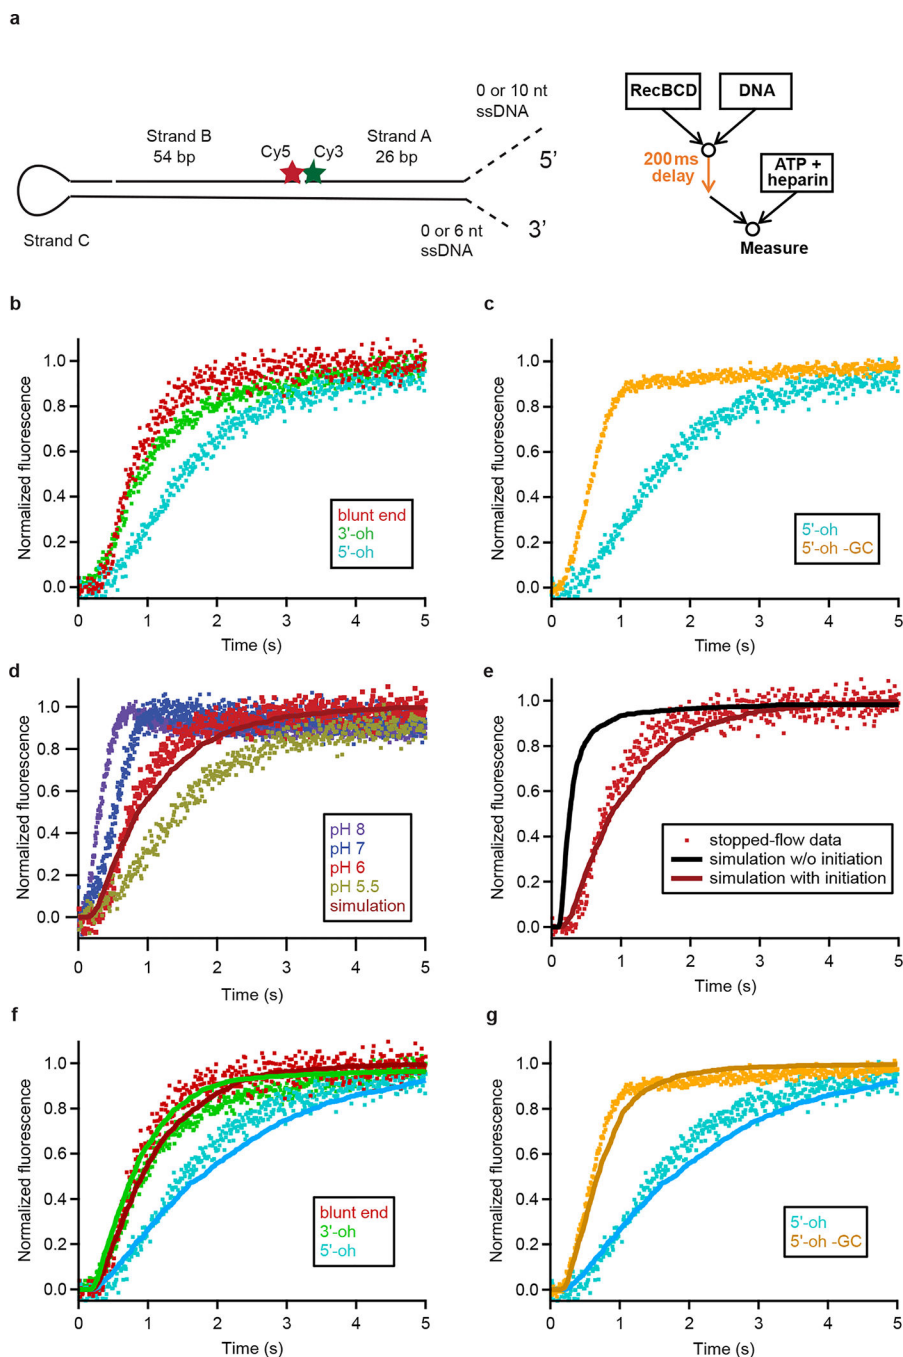 a
0 or 10 nt
ssDNA
Strand B
54 bp
Cy5
Cy3
Strand A
26 bp
5’
3’
0 or 6 nt
ssDNA
Strand C
RecBCD
DNA
200 ms
delay
ATP +
heparin
Measure
b
Normalized fluorescence
1.0
0.8
0.6
0.4
0.2
0.0
blunt end
3'-oh
5'-oh
0 1 2 3 4 5
Time (s)
c
Normalized fluorescence
1.0
0.8
0.6
0.4
0.2
0.0
5'-oh
5'-oh -GC
0 1 2 3 4 5
Time (s)
d
Normalized fluorescence
1.0
0.8
0.6
0.4
0.2
0.0
pH 8
pH 7
pH 6
pH 5.5
simulation
0 1 2 3 4 5
Time (s)
e
Normalized fluorescence
1.0
0.8
0.6
0.4
0.2
0.0
stopped-flow data
simulation w/o initiation
simulation with initiation
0 1 2 3 4 5
Time (s)
f
Normalized fluorescence
1.0
0.8
0.6
0.4
0.2
0.0
blunt end
3'-oh
5'-oh
0 1 2 3 4 5
Time (s)
g
Normalized fluorescence
1.0
0.8
0.6
0.4
0.2
0.0
5'-oh
5'-oh -GC
0 1 2 3 4 5
Time (s)